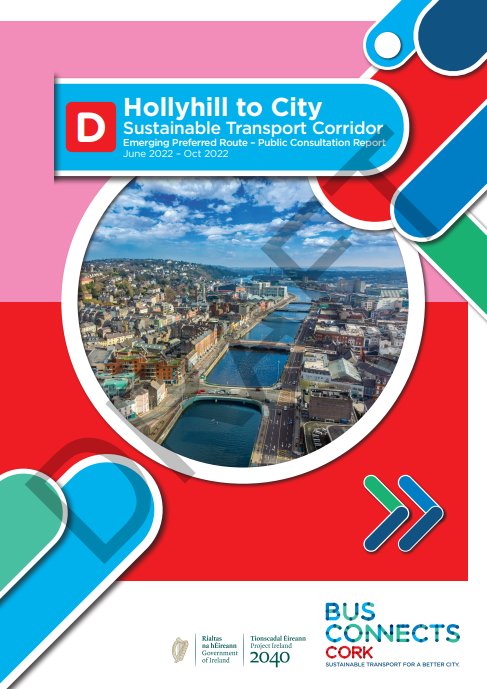 D
Hollyhill to City
Sustainable Transport Corridor
Emerging Preferred Route – Public Consultation Report
June 2022 – Oct 2022
DRAFT
Rialtas
na hÉireann
Government
of Ireland
Tionscadal Éireann
Project Ireland
2040
BUS
CONNECTS
CORK
SUSTAINABLE TRANSPORT FOR A BETTER CITY.